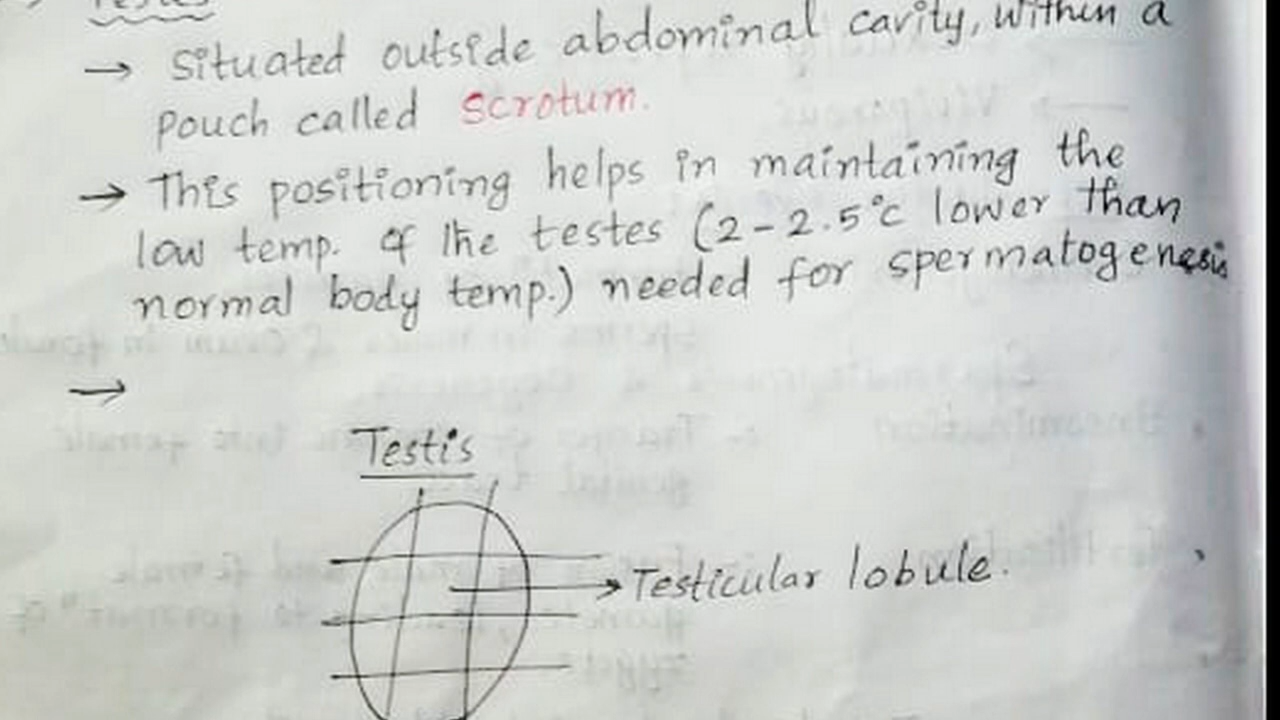 Testes
→ Situated outside abdominal cavity, within a
pouch called scrotum.
→ This positioning helps in maintaining the
low temp. of the testes (2-2.5°c lower than
normal body temp.) needed for spermatogenesis
→
Testis
Testicular lobule.